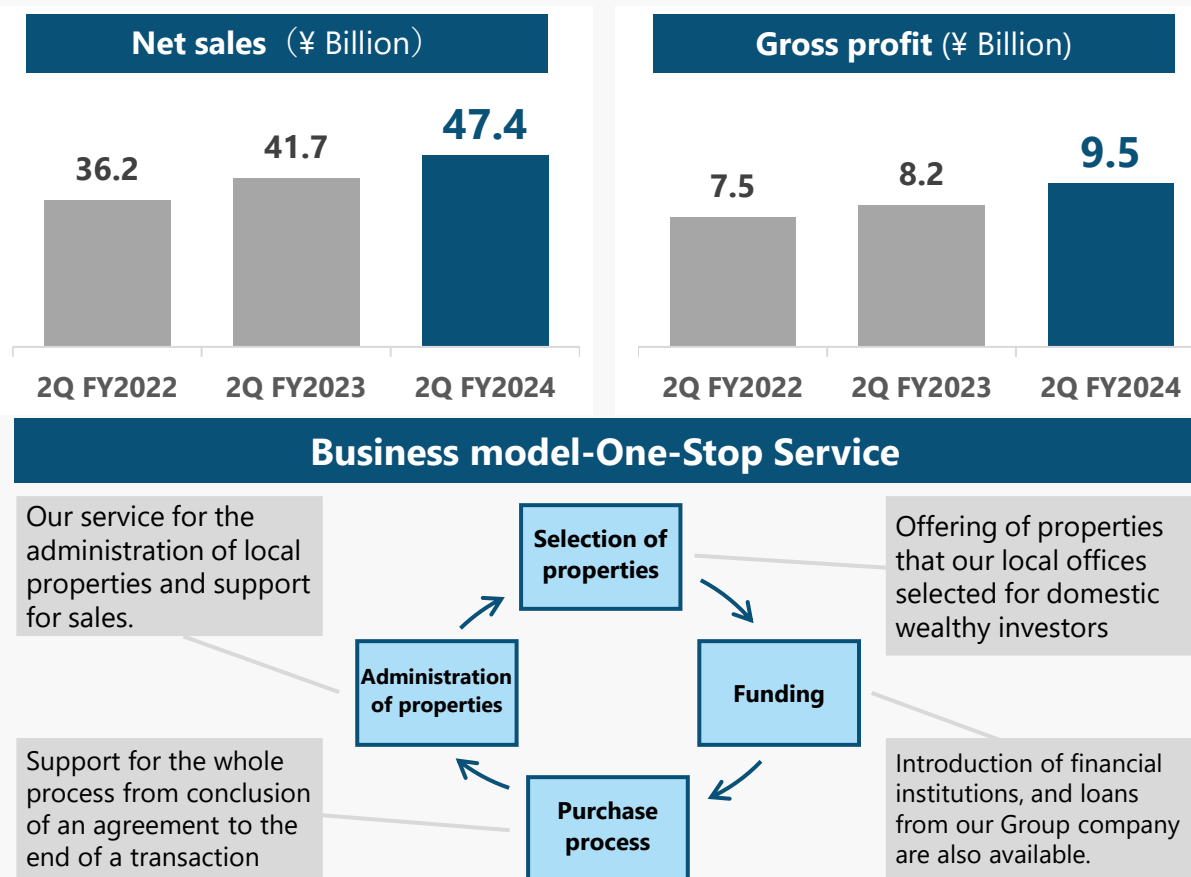 Net sales（¥ Billion）
47.4
41.7
36.2
2Q FY2022 2Q FY2023 2Q FY2024
Gross profit (¥ Billion)
9.5
8.2
7.5
2Q FY2022 2Q FY2023 2Q FY2024
Business model-One-Stop Service
Our service for the
administration of local
properties and support
for sales.
Selection of
properties
Offering of properties
that our local offices
selected for domestic
wealthy investors
Administration
of properties
Funding
Support for the whole
process from conclusion
of an agreement to the
end of a transaction
Purchase
process
Introduction of financial
institutions, and loans
from our Group company
are also available.